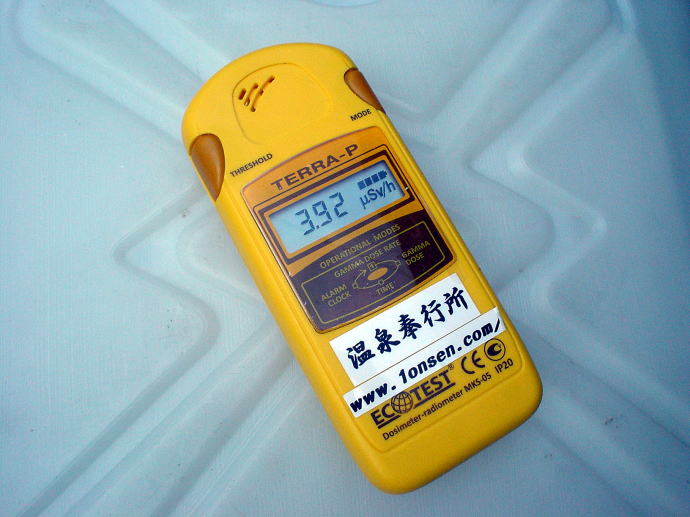 THRESHOLD
MODE
TERRA-P
3.92 µSv/h
OPERATIONAL MODES
GAMMA DOSE RATE
GAMMA DOSE
ALARM CLOCK
TIME
温泉奉行所
www.1onsen.com/
ECOTEST®
CE IP20
Dosimeter-radiometer MKS-05